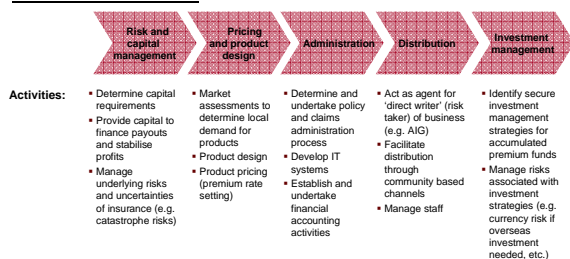 Risk and
capital
management
Pricing
and product
design
Administration
Distribution
Investment
management
Activities:
▪ Determine capital
requirements
▪ Provide capital to
finance payouts
and stabilise
profits
▪ Manage
underlying risks
and uncertainties
of insurance (e.g.
catastrophe risks)
▪ Market
assessments to
determine local
demand for
products
▪ Product design
▪ Product pricing
(premium rate
setting)
▪ Determine and
undertake policy
and claims
administration
process
▪ Develop IT
systems
▪ Establish and
undertake
financial
accounting
activities
▪ Act as agent for
‘direct writer’ (risk
taker) of business
(e.g. AIG)
▪ Facilitate
distribution
through
community based
channels
▪ Manage staff
▪ Identify secure
investment
management
strategies for
accumulated
premium funds
▪ Manage risks
associated with
investment
strategies (e.g.
currency risk if
overseas
investment
needed, etc.)